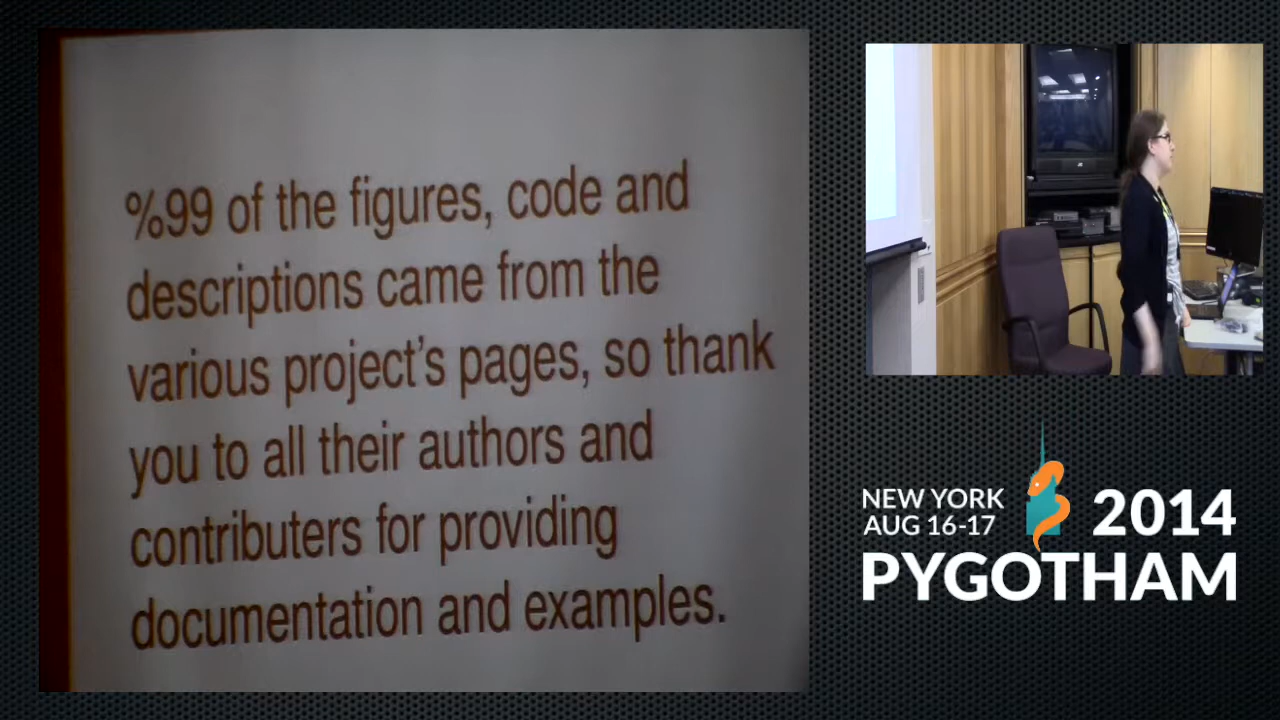 %99 of the figures, code and
descriptions came from the
various project's pages, so thank
you to all their authors and
contributers for providing
documentation and examples.
NEW YORK
AUG 16-17
2014
PYGOTHAM